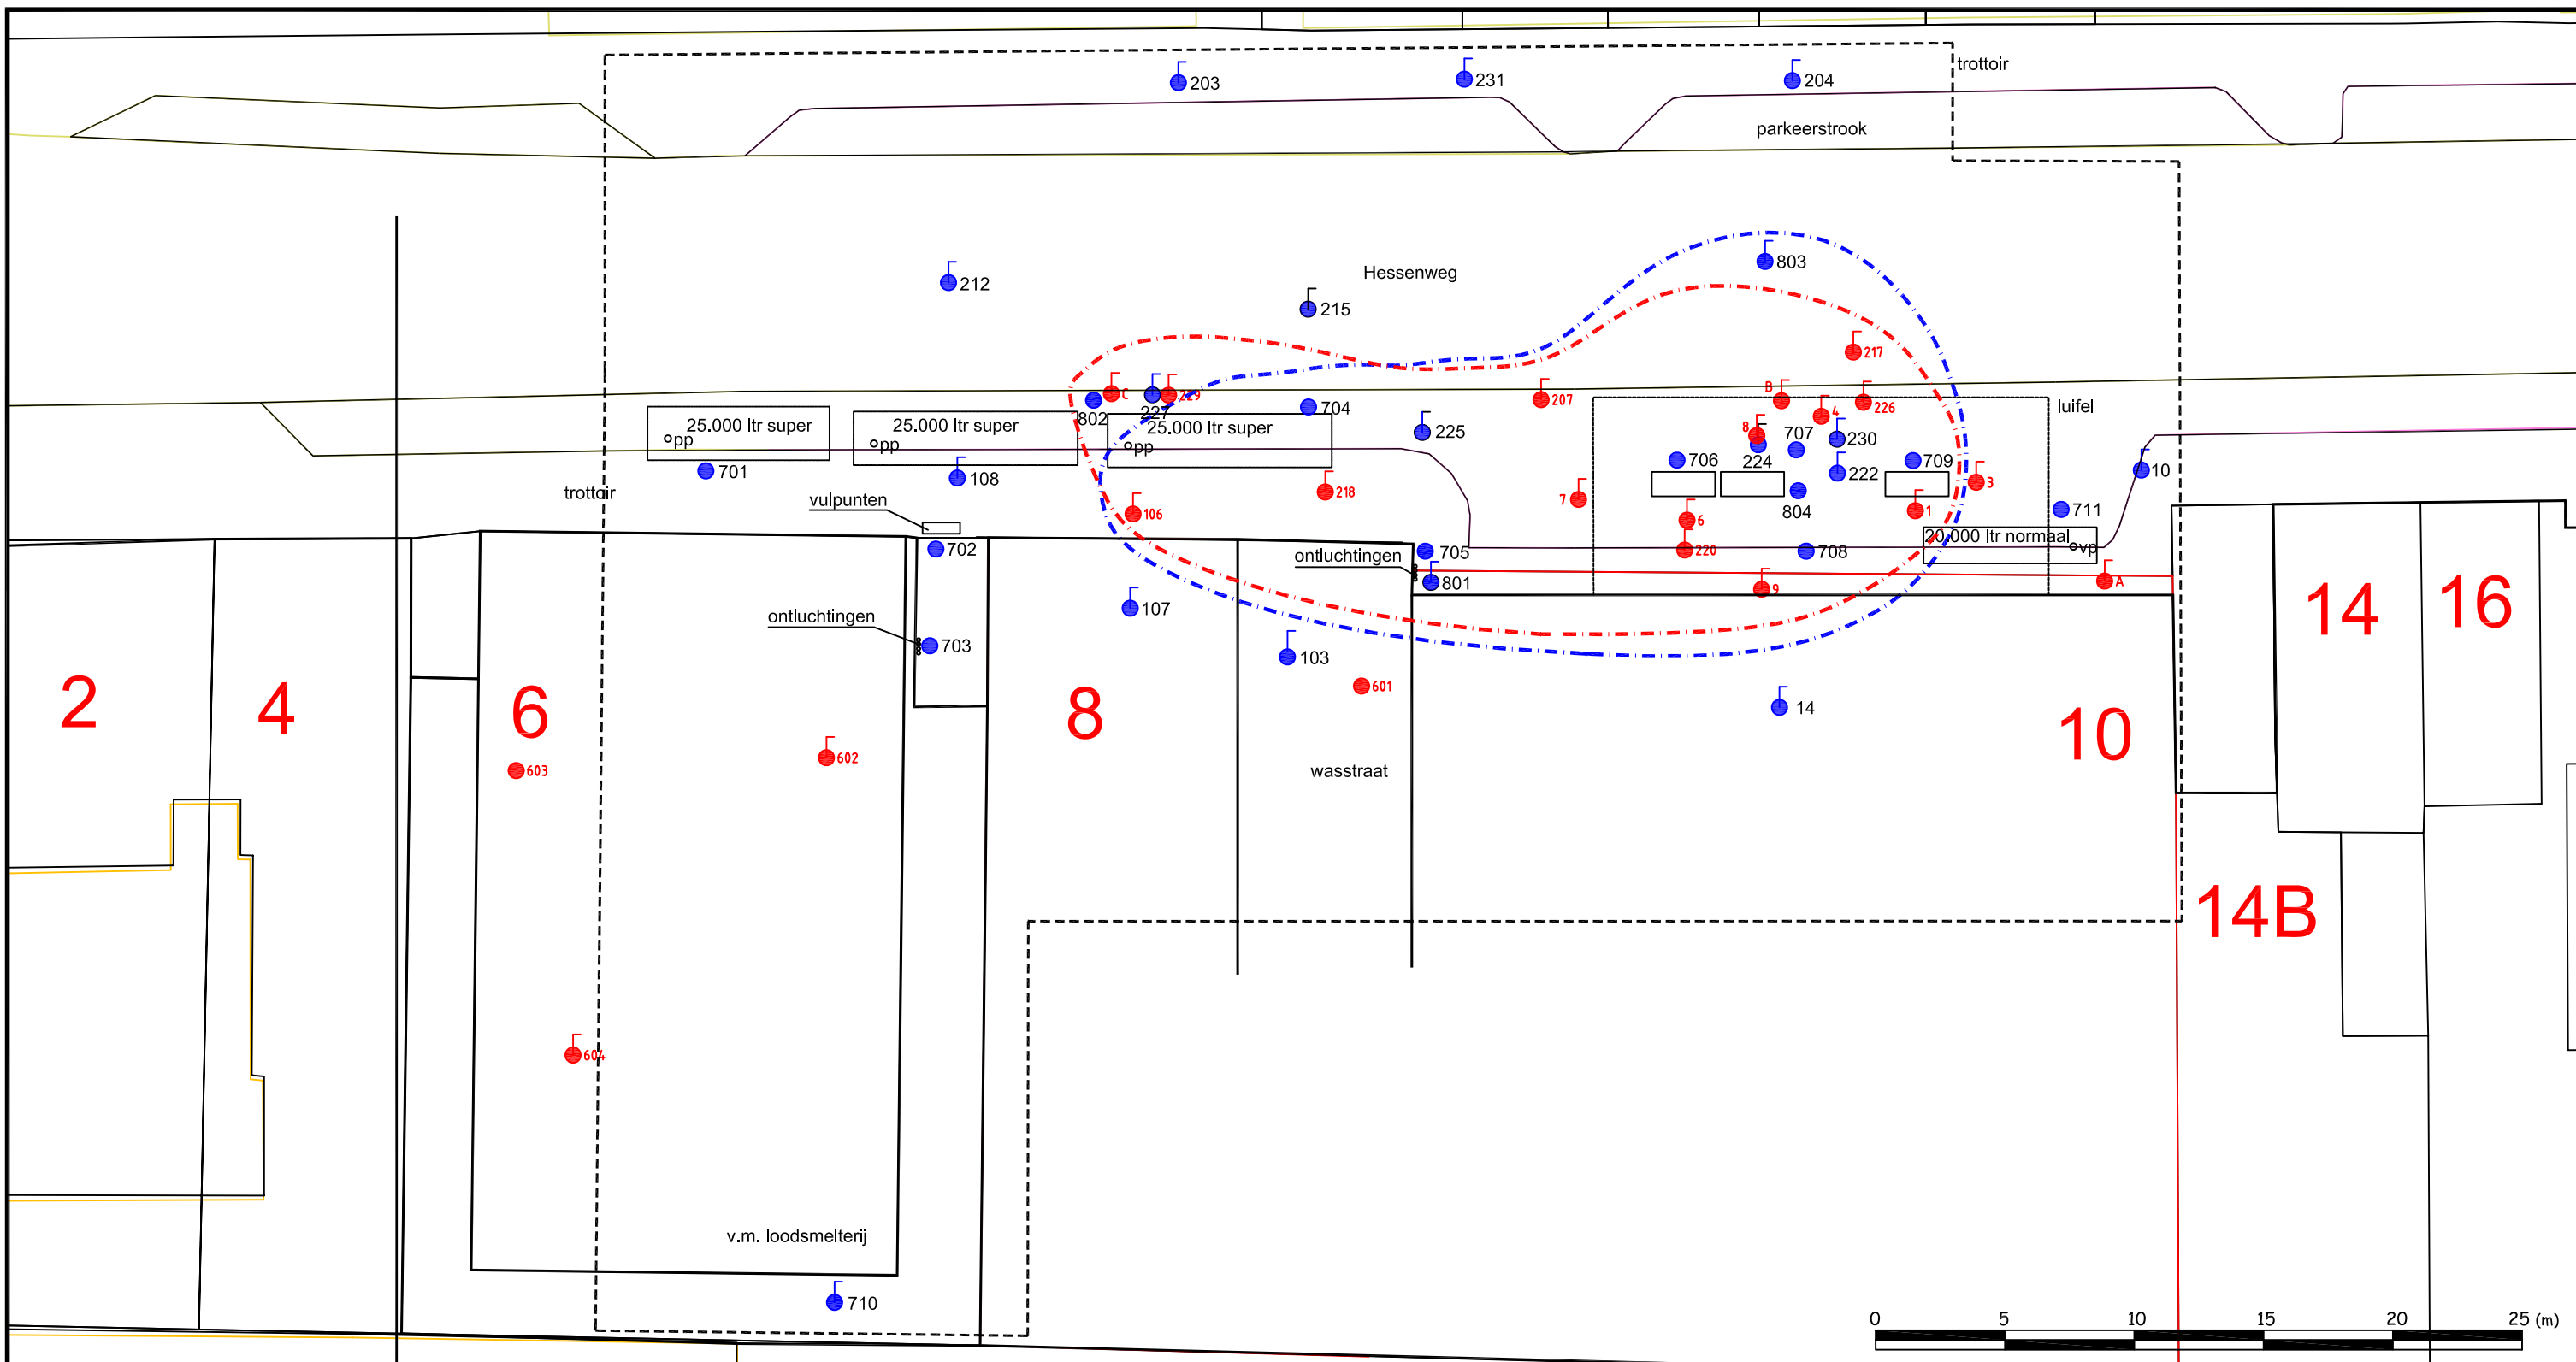 203
231
204
trottoir
parkeerstrook
Hessenweg
803
212
215
217
C
229
802
227
704
207
B
4
226
luifel
25.000 ltr super
25.000 ltr super
25.000 ltr super
pp
pp
pp
225
8
707
230
224
706
222
709
3
10
701
108
218
7
804
1
711
trottoir
vulpunten
106
6
220
708
20.000 ltr normaal
vp
702
ontluchtingen
705
801
9
A
107
ontluchtingen
703
103
601
14
2
4
6
8
10
14
16
603
602
wasstraat
14B
604
v.m. loodsmelterij
710
0 5 10 15 20 25 (m)